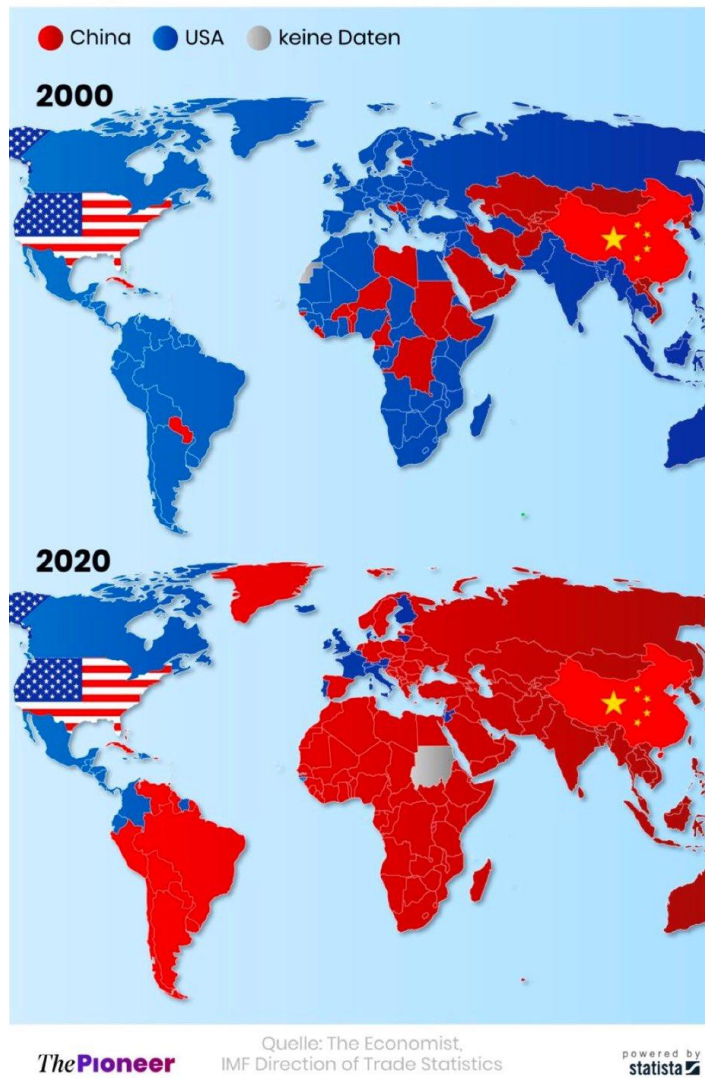 China USA keine Daten
2000
2020
ThePioneer
Quelle: The Economist,
IMF Direction of Trade Statistics
powered by
statista